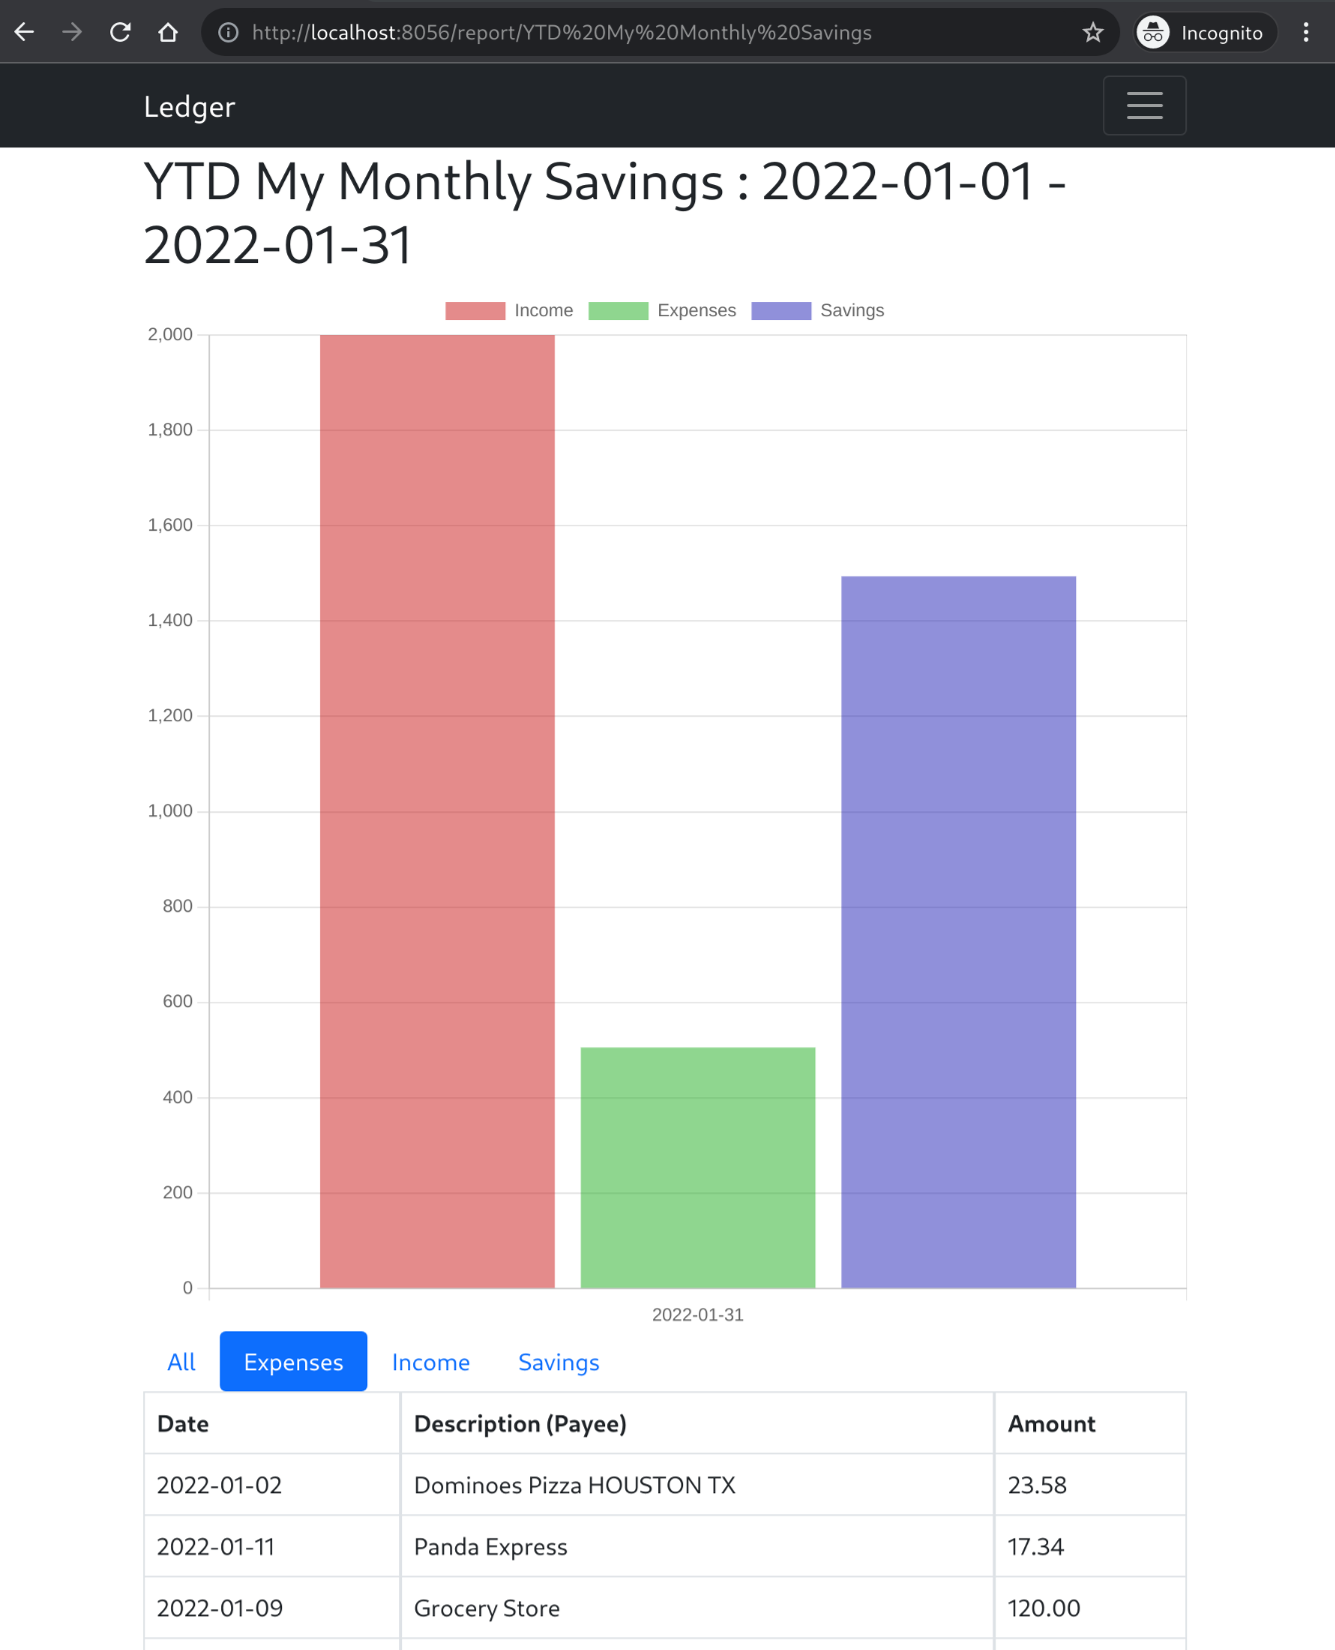 http://localhost:8056/report/YTD%20My%20Monthly%20Savings
Incognito
Ledger
YTD My Monthly Savings : 2022-01-01 -
2022-01-31
Income Expenses Savings
2,000
1,800
1,600
1,400
1,200
1,000
800
600
400
200
0
2022-01-31
All Expenses Income Savings
Date Description (Payee) Amount
2022-01-02 Dominoes Pizza HOUSTON TX 23.58
2022-01-11 Panda Express 17.34
2022-01-09 Grocery Store 120.00